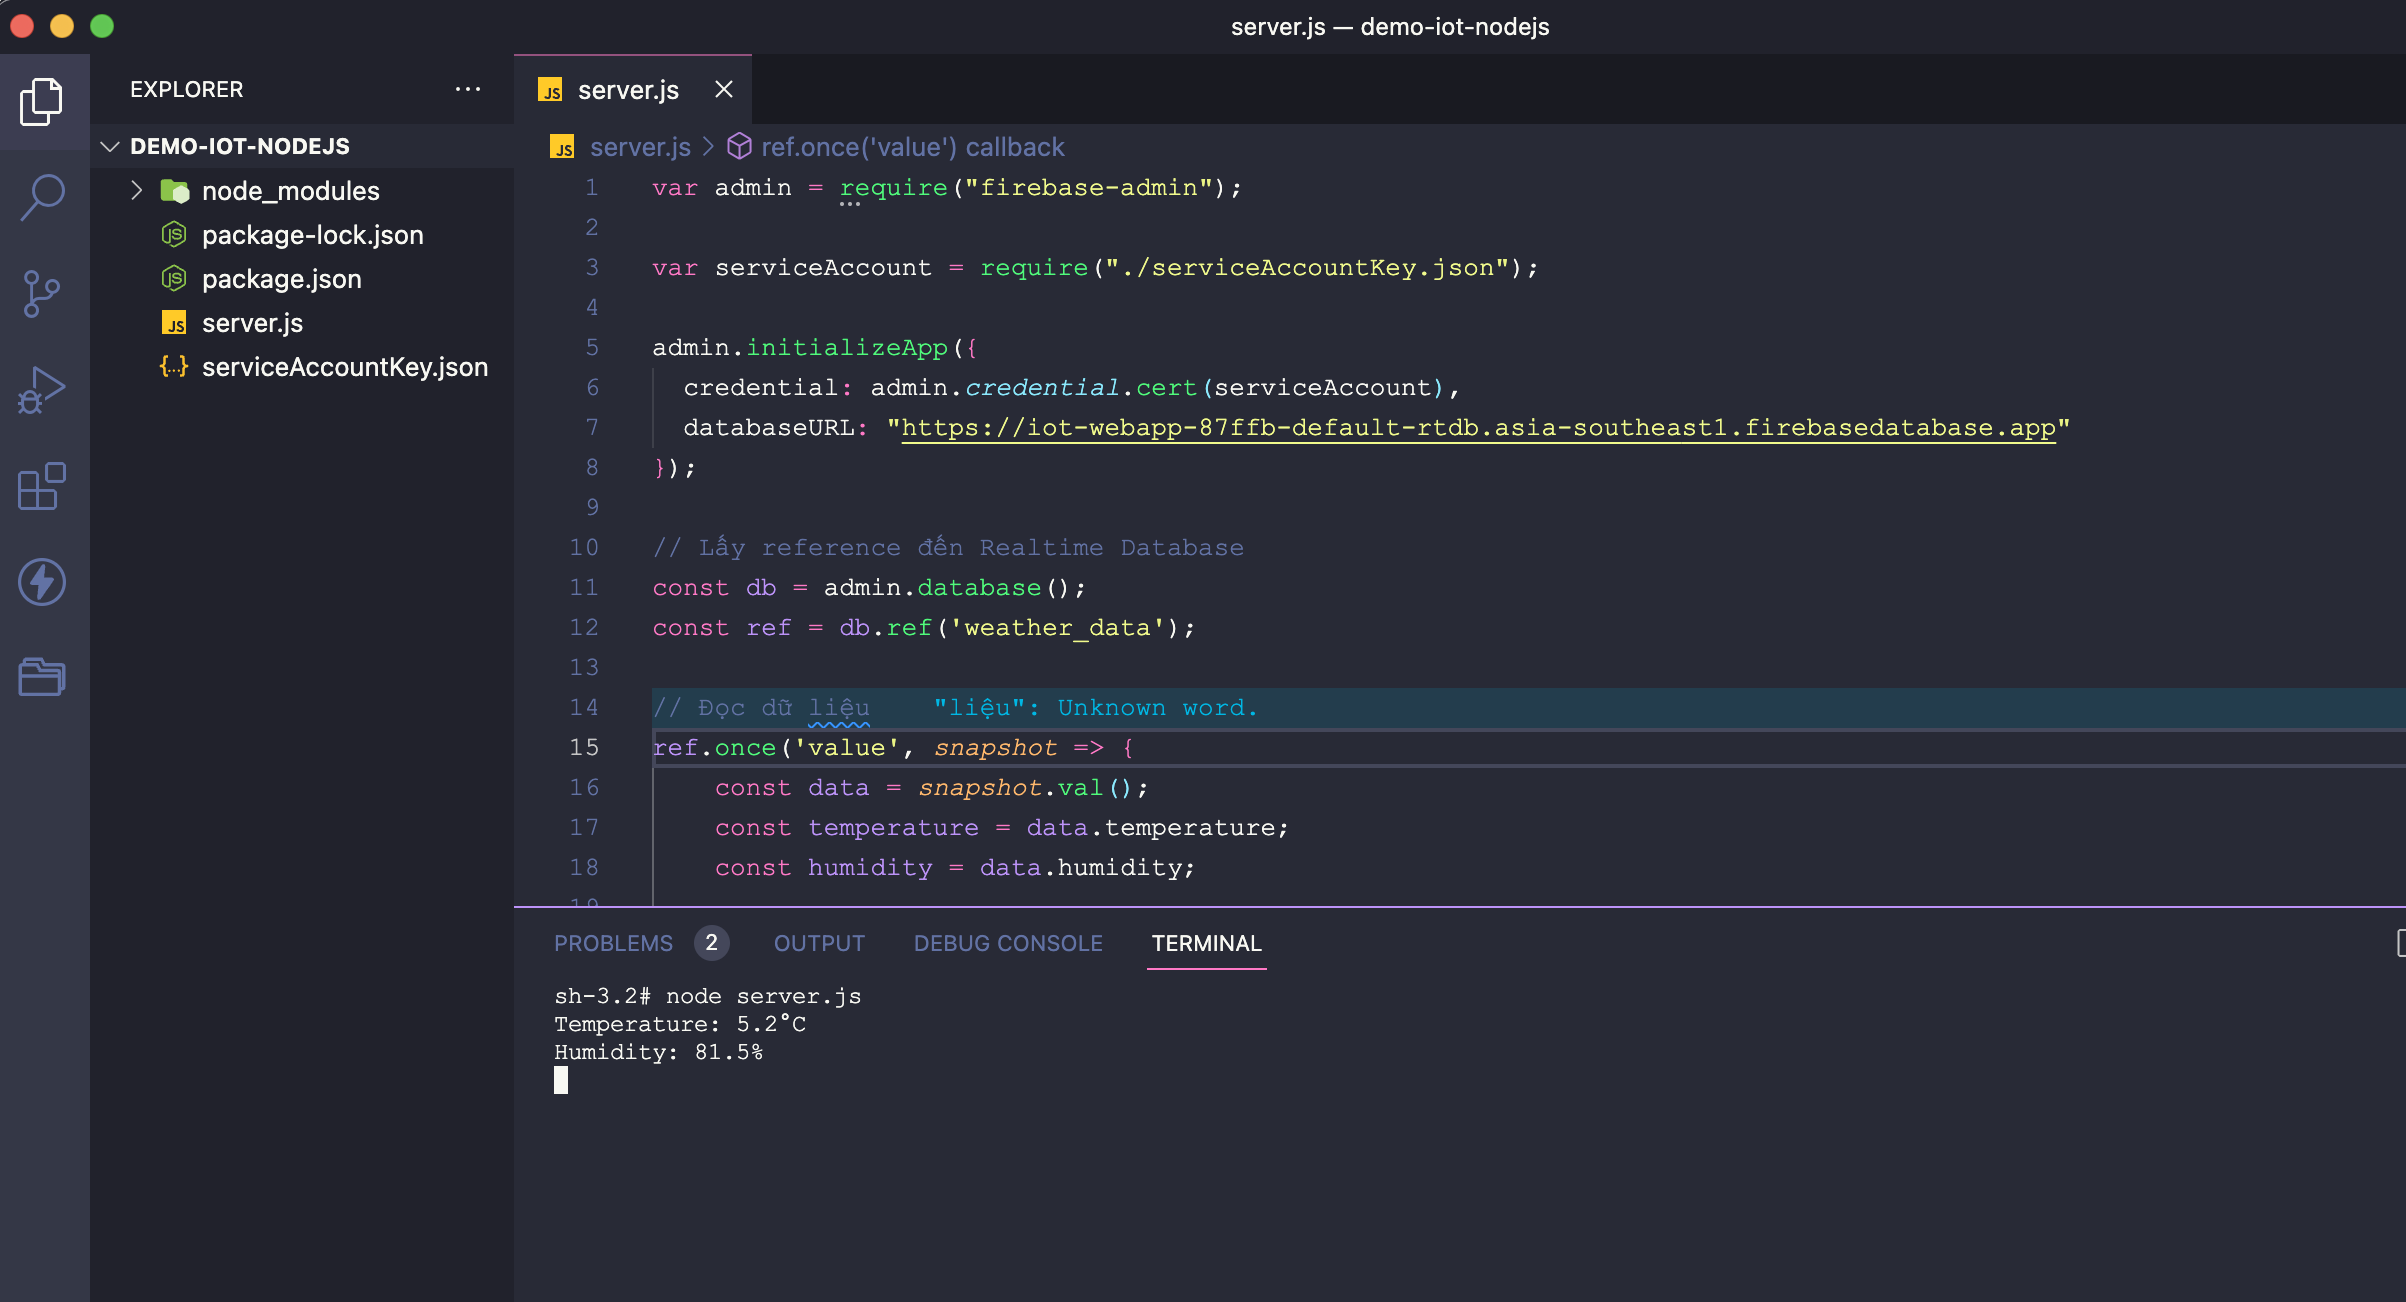 server.js — demo-iot-nodejs
EXPLORER
DEMO-IOT-NODEJS
node_modules
package-lock.json
package.json
server.js
serviceAccountKey.json
server.js
server.js > ref.once('value') callback
1 var admin = require("firebase-admin");
2
3 var serviceAccount = require("./serviceAccountKey.json");
4
5 admin.initializeApp({
6 credential: admin.credential.cert(serviceAccount),
7 databaseURL: "https://iot-webapp-87ffb-default-rtdb.asia-southeast1.firebasedatabase.app"
8 });
9
10 // Lấy reference đến Realtime Database
11 const db = admin.database();
12 const ref = db.ref('weather_data');
13
14 // Đọc dữ liệu "liệu": Unknown word.
15 ref.once('value', snapshot => {
16 const data = snapshot.val();
17 const temperature = data.temperature;
18 const humidity = data.humidity;
19
PROBLEMS 2 OUTPUT DEBUG CONSOLE TERMINAL
sh-3.2# node server.js
Temperature: 5.2°C
Humidity: 81.5%